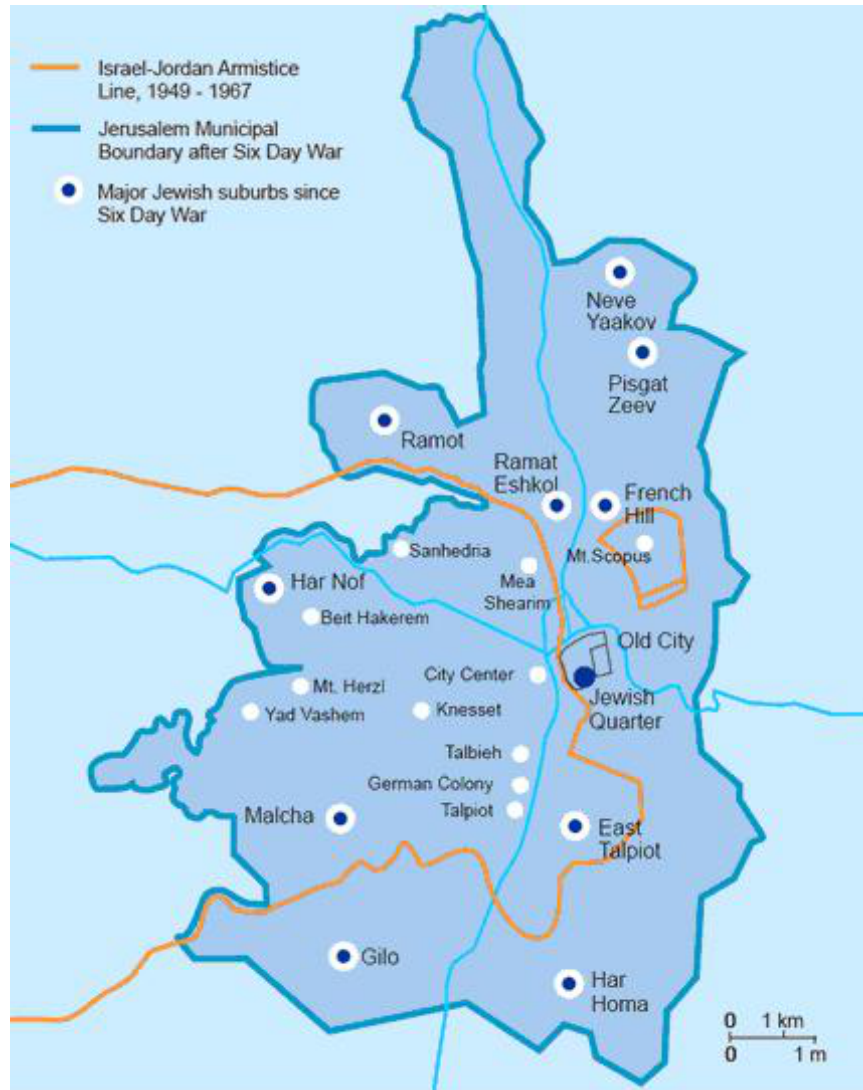 Israel-Jordan Armistice
Line, 1949 - 1967
Jerusalem Municipal
Boundary after Six Day War
Major Jewish suburbs since
Six Day War
Neve
Yaakov
Pisgat
Zeev
Ramot
Ramat
Eshkol
French
Hill
Mt.Scopus
Sanhedria
Mea
Shearim
Har Nof
Beit Hakerem
Old City
City Center
Jewish
Quarter
Mt. Herzl
Yad Vashem
Knesset
Talbieh
German Colony
Talpiot
Malcha
East
Talpiot
Gilo
Har
Homa
0 1 km
0 1 m